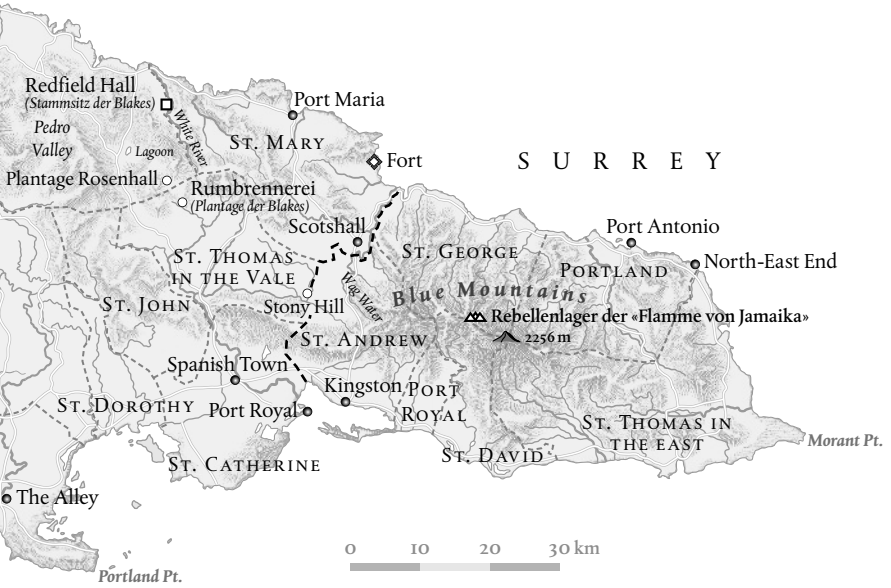 Redfield Hall
(Stammsitz der Blakes)
Port Maria
Pedro
Valley
White River
Lagoon
ST. MARY
Fort
SURREY
Plantage Rosenhall
Rumbrennerei
(Plantage der Blakes)
Scotshall
Port Antonio
ST. GEORGE
North-East End
PORTLAND
ST. THOMAS
IN THE VALE
Wag Water
Blue Mountains
ST. JOHN
Stony Hill
Rebellenlager der «Flamme von Jamaika»
2256 m
ST. ANDREW
Spanish Town
Kingston
PORT
ROYAL
ST. DOROTHY
Port Royal
ST. THOMAS IN
THE EAST
Morant Pt.
ST. DAVID
ST. CATHERINE
The Alley
0 10 20 30 km
Portland Pt.